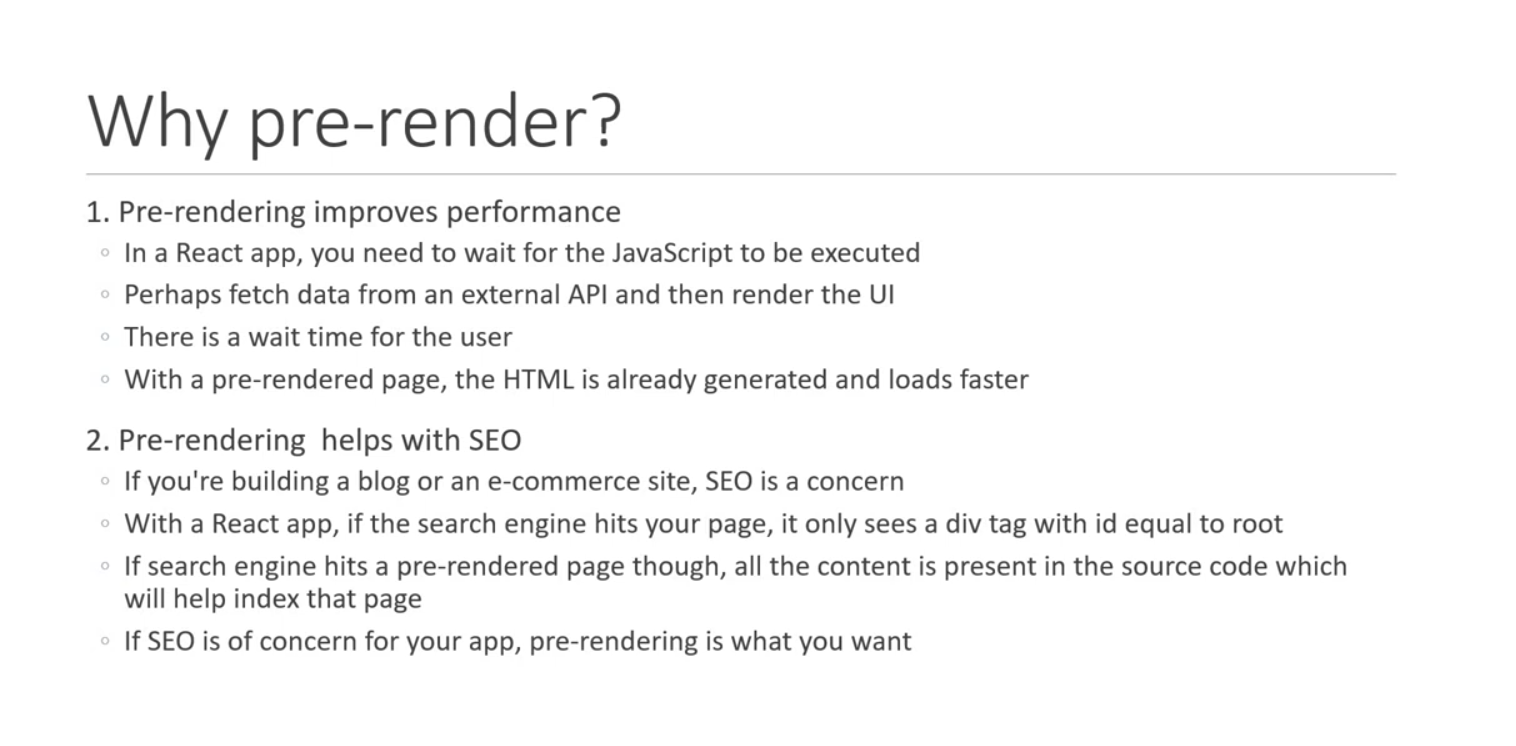 Why pre-render?
1. Pre-rendering improves performance
◦ In a React app, you need to wait for the JavaScript to be executed
◦ Perhaps fetch data from an external API and then render the UI
◦ There is a wait time for the user
◦ With a pre-rendered page, the HTML is already generated and loads faster
2. Pre-rendering  helps with SEO
◦ If you're building a blog or an e-commerce site, SEO is a concern
◦ With a React app, if the search engine hits your page, it only sees a div tag with id equal to root
◦ If search engine hits a pre-rendered page though, all the content is present in the source code which
will help index that page
◦ If SEO is of concern for your app, pre-rendering is what you want